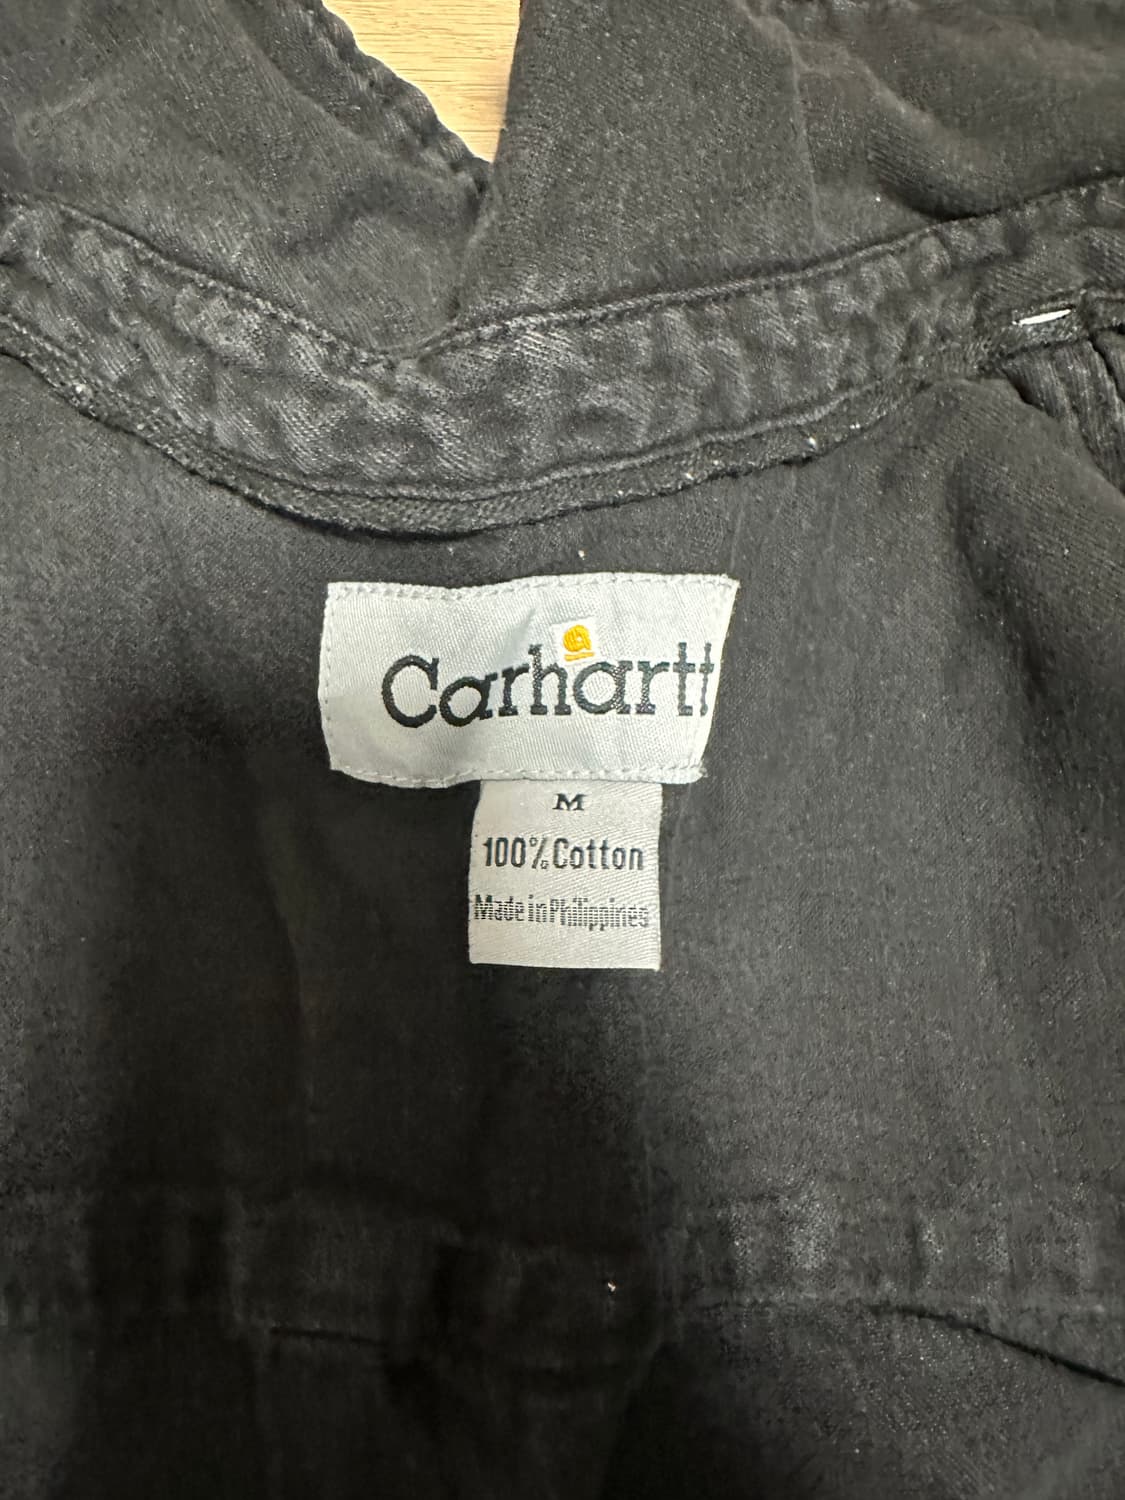 Carhartt
M
100% Cotton
Made in Philippines